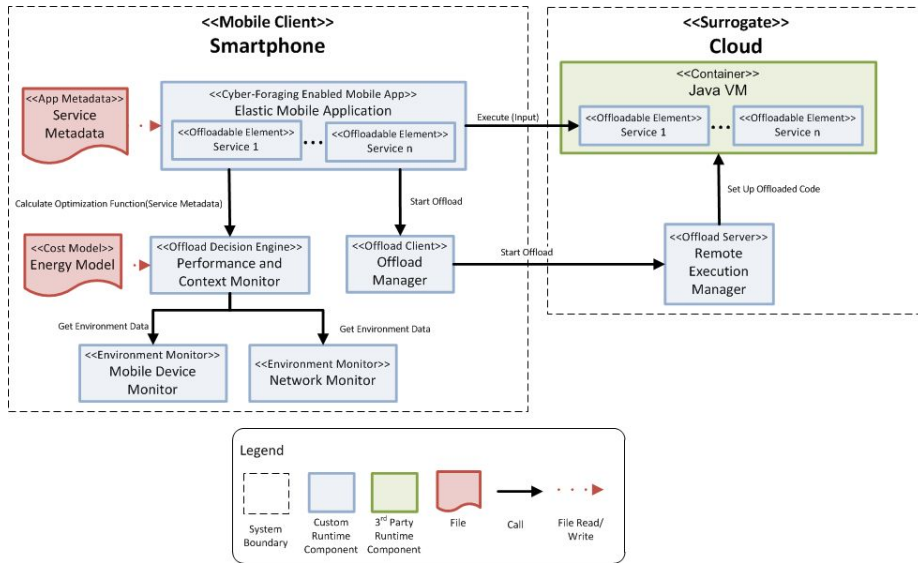 <<Mobile Client>>
Smartphone
<<App Metadata>>
Service
Metadata
<<Cyber-Foraging Enabled Mobile App>>
Elastic Mobile Application
<<Offloadable Element>>
Service 1
...
<<Offloadable Element>>
Service n
Execute (Input)
Calculate Optimization Function(Service Metadata)
Start Offload
<<Cost Model>>
Energy Model
<<Offload Decision Engine>>
Performance and
Context Monitor
<<Offload Client>>
Offload
Manager
Start Offload
Get Environment Data
Get Environment Data
<<Environment Monitor>>
Mobile Device
Monitor
<<Environment Monitor>>
Network Monitor
<<Surrogate>>
Cloud
<<Container>>
Java VM
<<Offloadable Element>>
Service 1
...
<<Offloadable Element>>
Service n
Set Up Offloaded Code
<<Offload Server>>
Remote
Execution
Manager
Legend
System
Boundary
Custom
Runtime
Component
3rd Party
Runtime
Component
File
Call
File Read/
Write